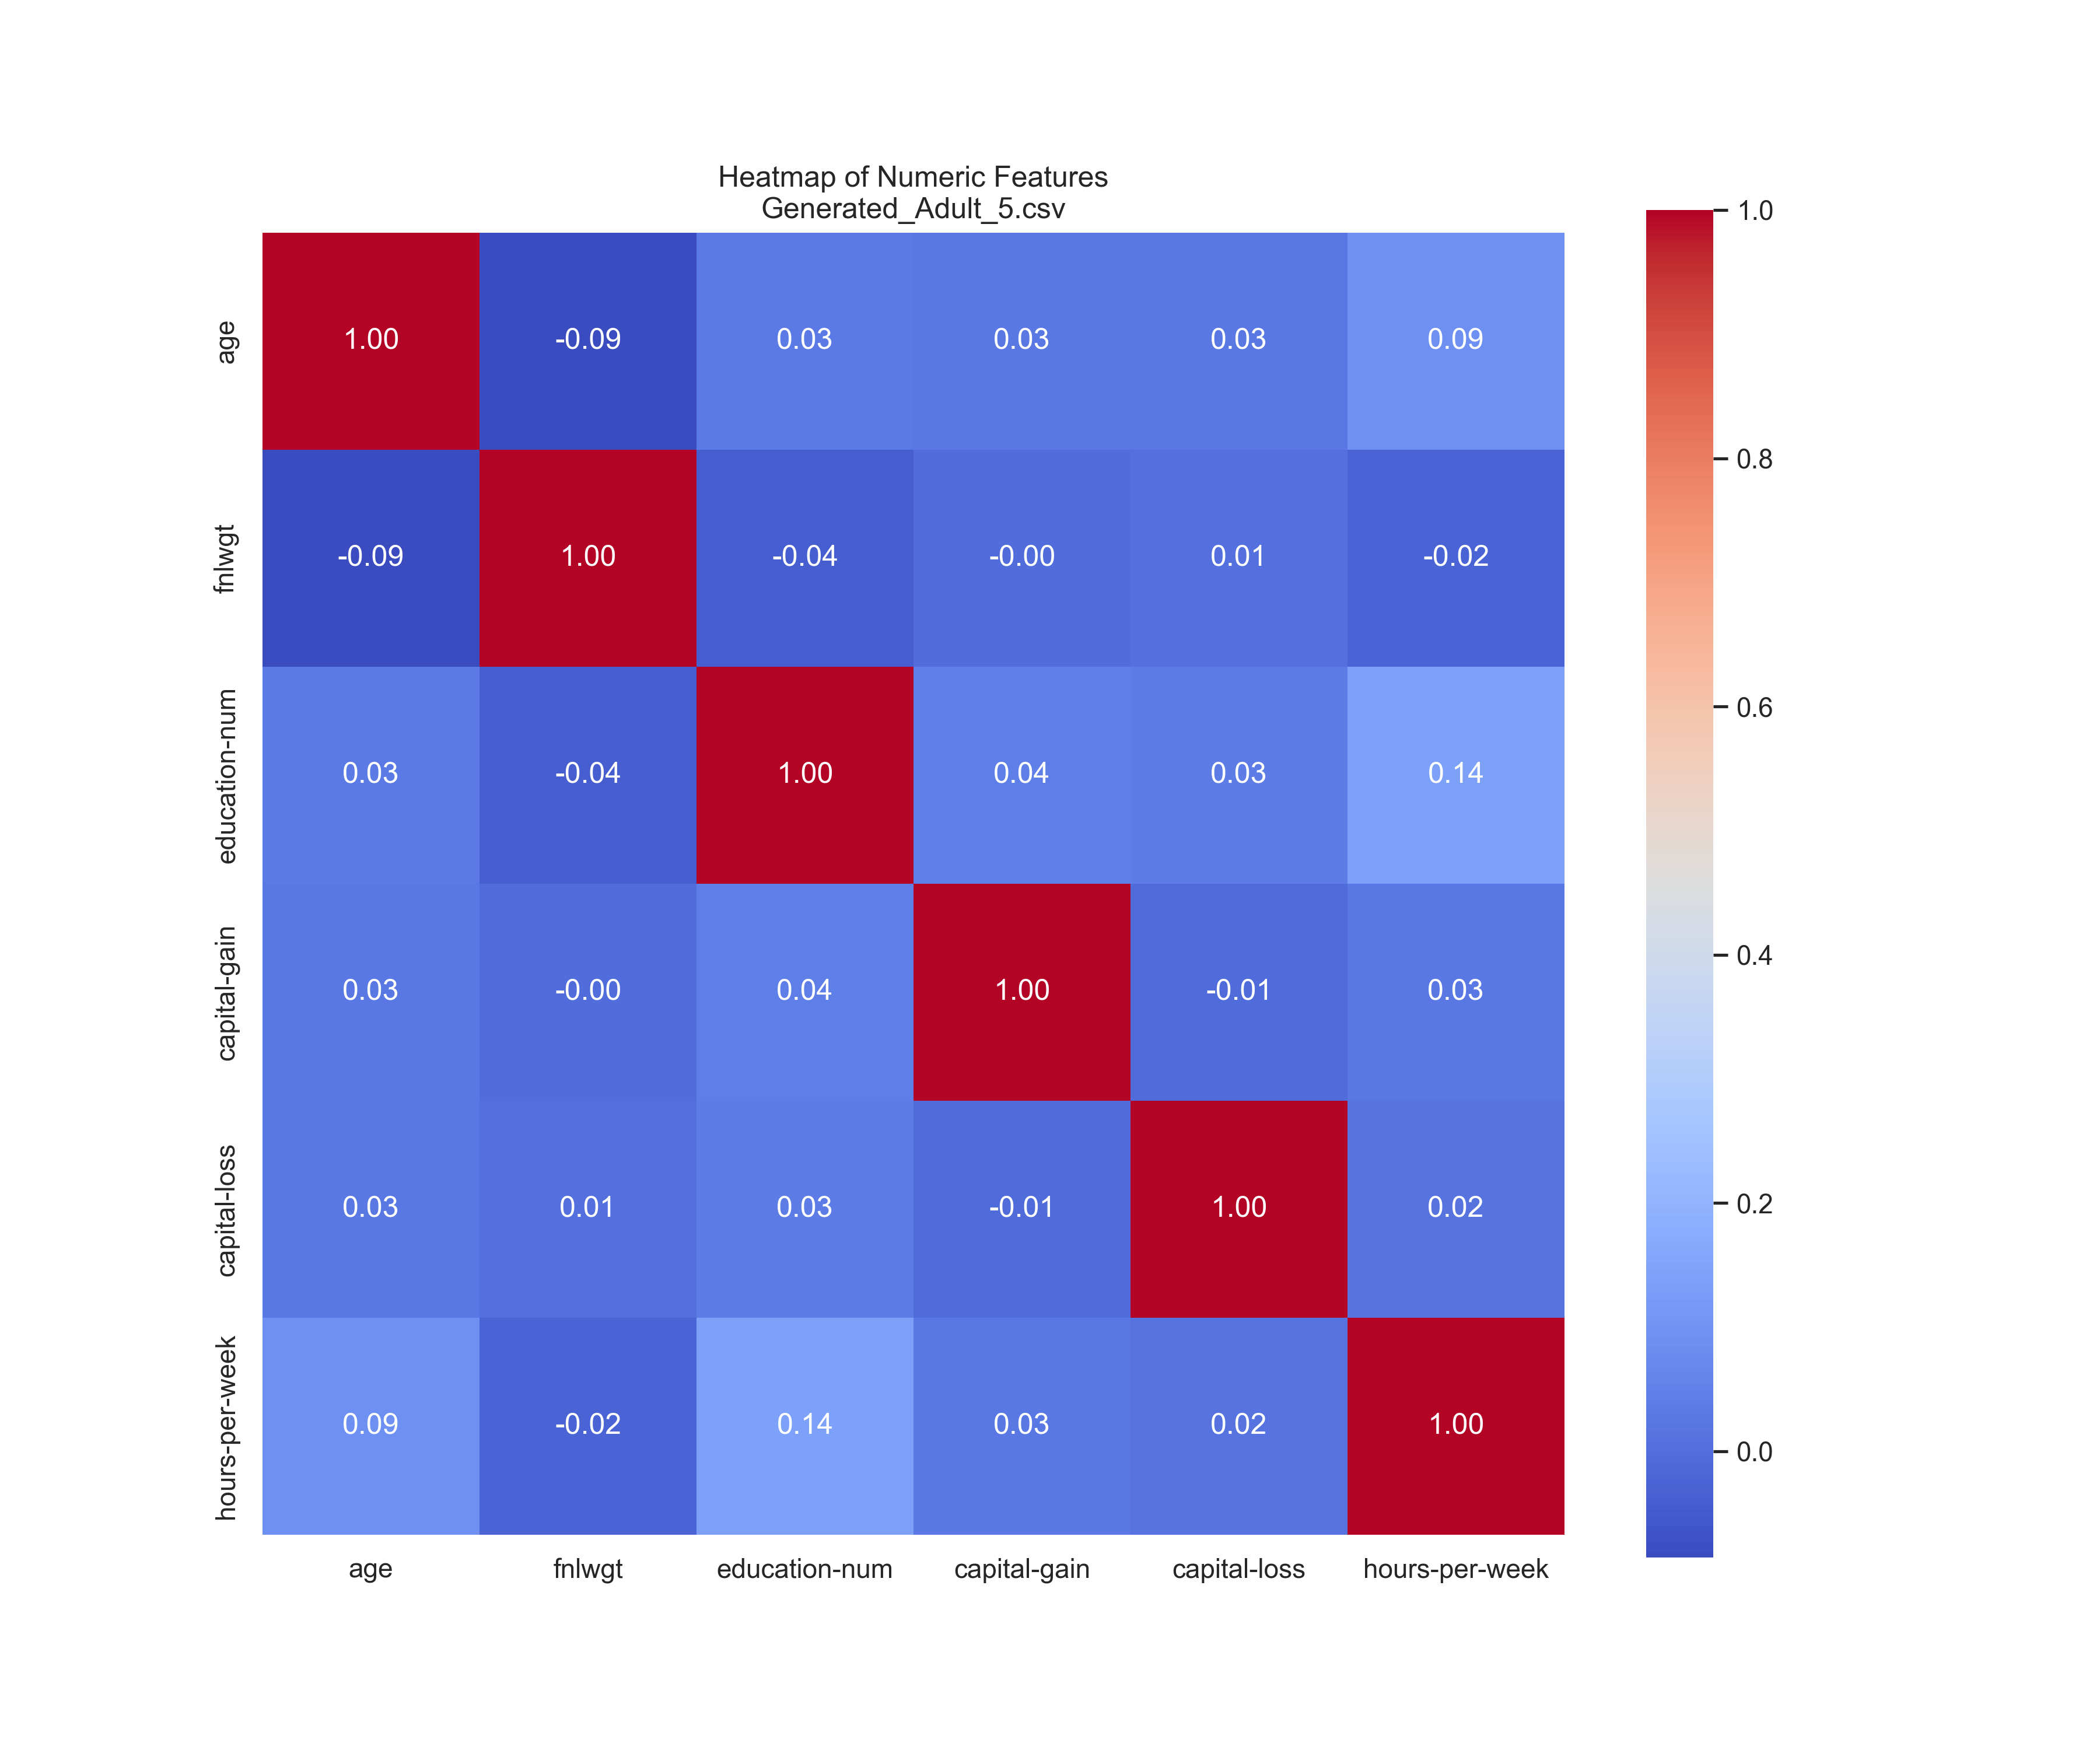 Heatmap of Numeric Features
Generated_Adult_5.csv
age 1.00 -0.09 0.03 0.03 0.03 0.09
fnlwgt -0.09 1.00 -0.04 -0.00 0.01 -0.02
education-num 0.03 -0.04 1.00 0.04 0.03 0.14
capital-gain 0.03 -0.00 0.04 1.00 -0.01 0.03
capital-loss 0.03 0.01 0.03 -0.01 1.00 0.02
hours-per-week 0.09 -0.02 0.14 0.03 0.02 1.00
age fnlwgt education-num capital-gain capital-loss hours-per-week
1.0
0.8
0.6
0.4
0.2
0.0